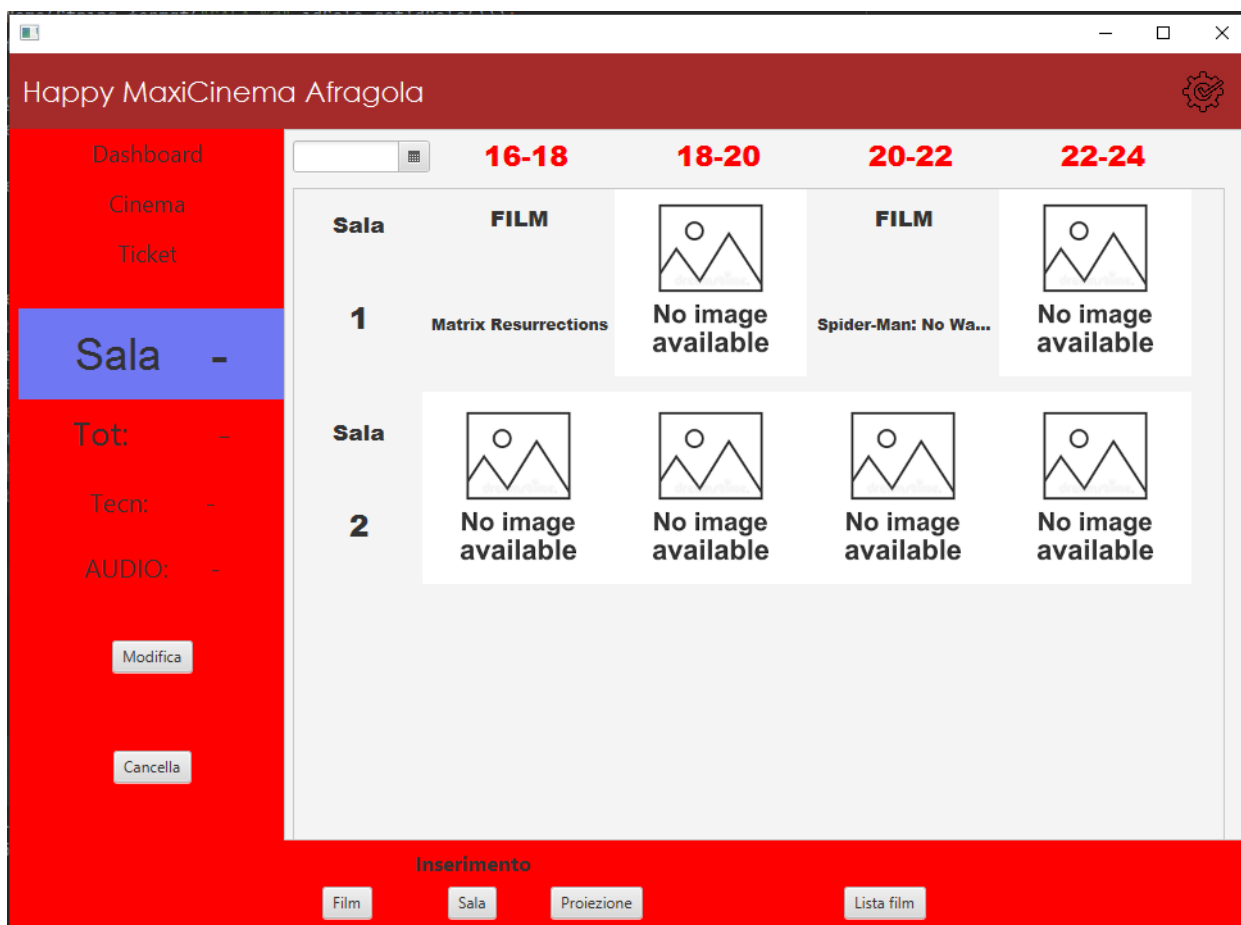 Happy MaxiCinema Afragola
Dashboard
Cinema
Ticket
Sala -
Tot: -
Tecn: -
AUDIO: -
Modifica
Cancella
16-18 18-20 20-22 22-24
Sala
1
FILM
Matrix Resurrections
No image
available
FILM
Spider-Man: No Wa...
No image
available
Sala
2
No image
available
No image
available
No image
available
No image
available
Inserimento
Film
Sala
Proiezione
Lista film